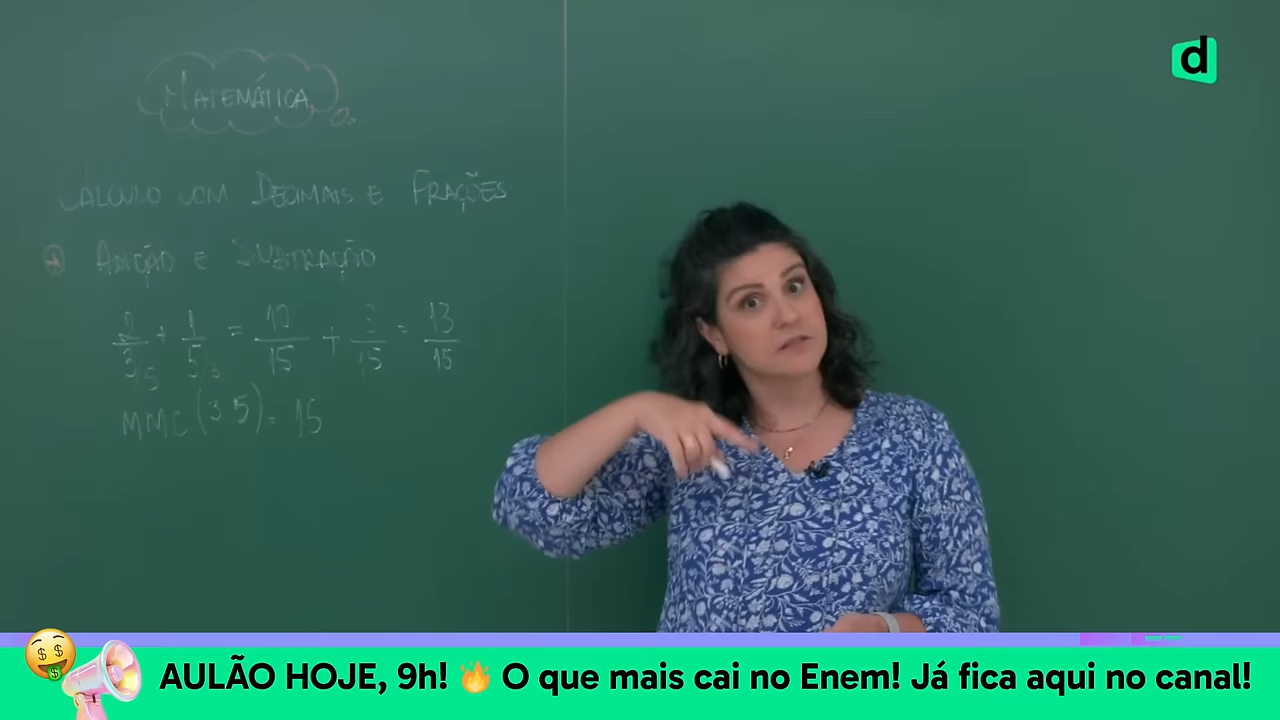 MATEMÁTICA
CÁLCULO COM DECIMAIS E FRAÇÕES
ADIÇÃO E SUBTRAÇÃO
2/3 + 1/5 = 10/15 + 3/15 = 13/15
MMC (3 5) = 15
d
AULÃO HOJE, 9h! 🔥 O que mais cai no Enem! Já fica aqui no canal!